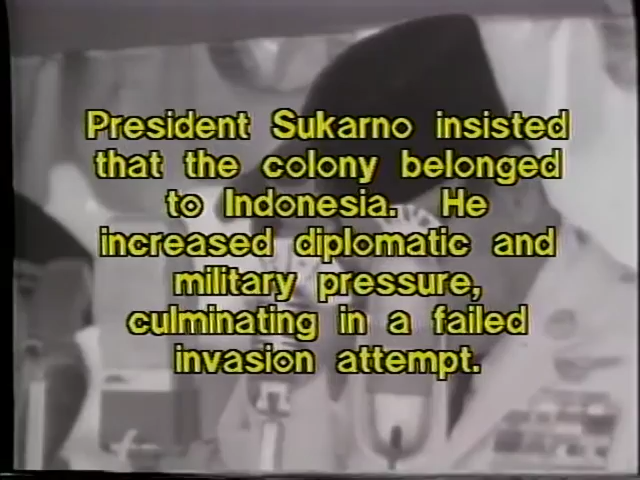 President Sukarno insisted
that the colony belonged
to Indonesia. He
increased diplomatic and
military pressure,
culminating in a failed
invasion attempt.